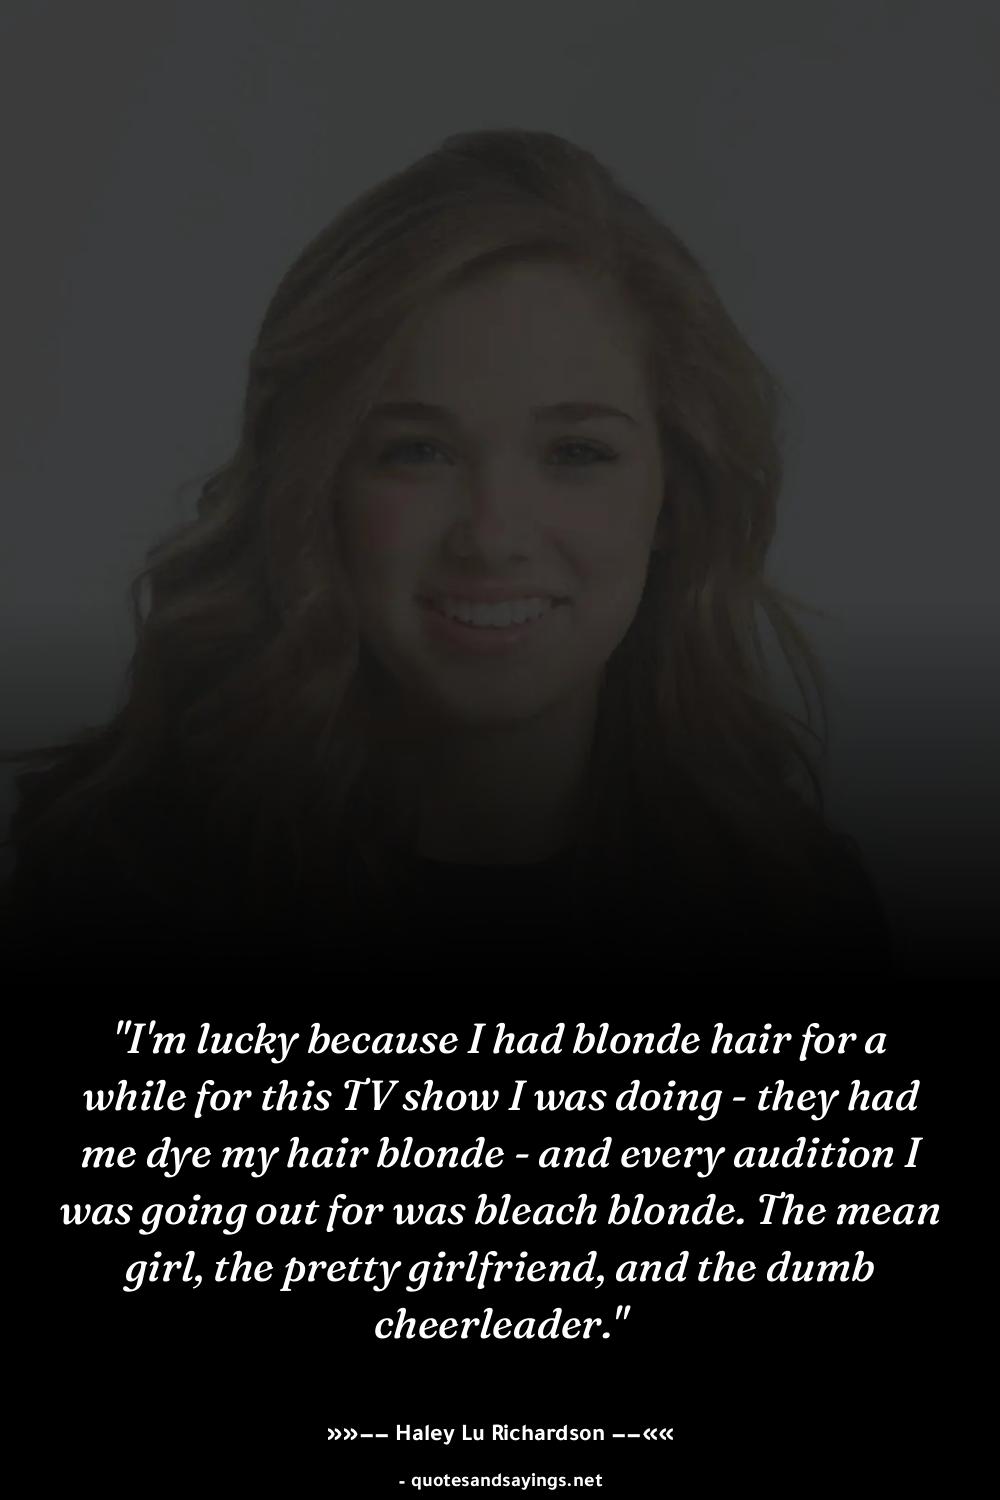 "I'm lucky because I had blonde hair for a
while for this TV show I was doing - they had
me dye my hair blonde - and every audition I
was going out for was bleach blonde. The mean
girl, the pretty girlfriend, and the dumb
cheerleader."
»»−− Haley Lu Richardson −−««
- quotesandsayings.net